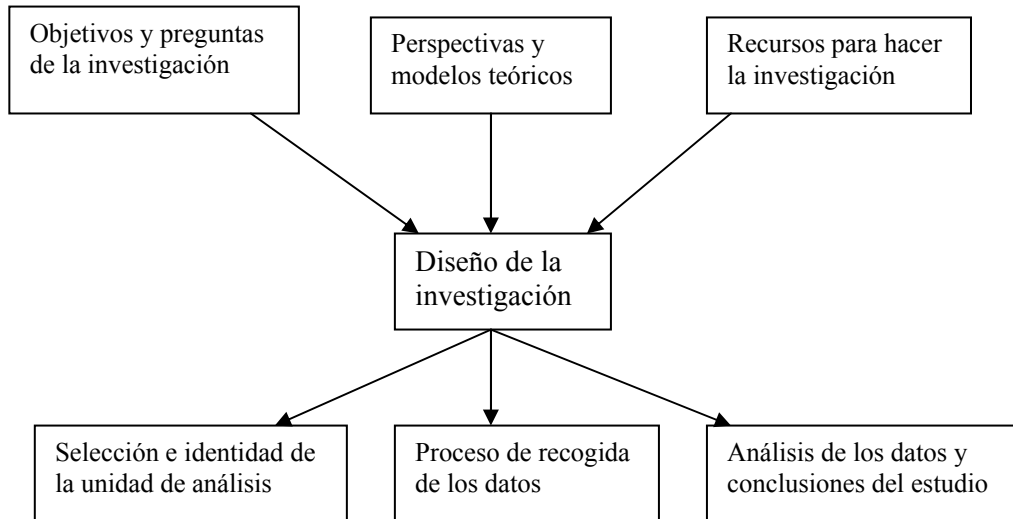 Objetivos y preguntas
de la investigación
Perspectivas y
modelos teóricos
Recursos para hacer
la investigación
Diseño de la
investigación
Selección e identidad de
la unidad de análisis
Proceso de recogida
de los datos
Análisis de los datos y
conclusiones del estudio